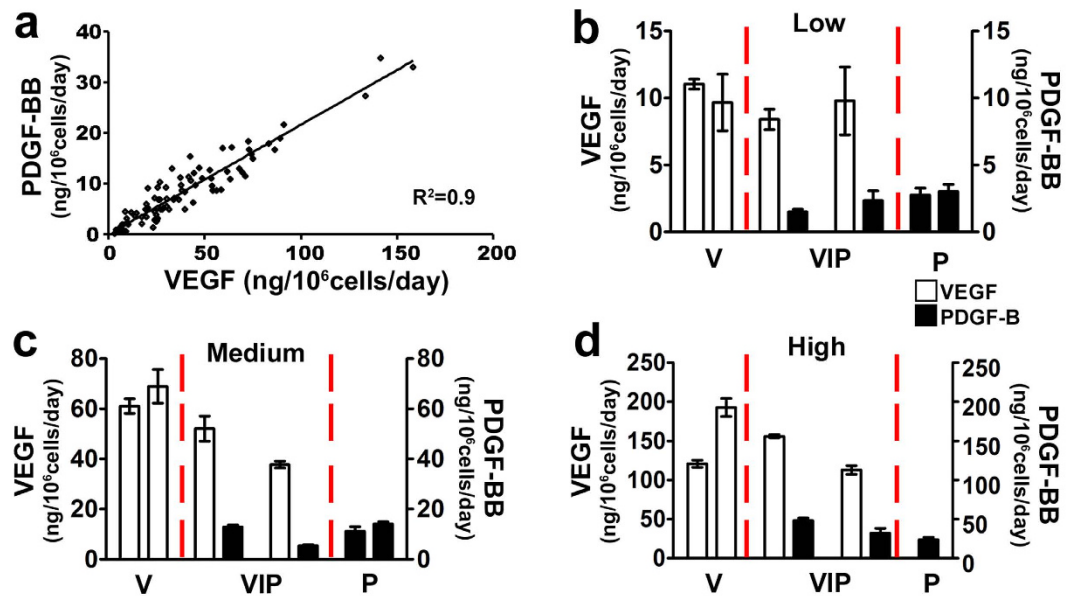 a
PDGF-BB
(ng/10⁶cells/day)
40
30
20
10
0
0 50 100 150 200
R²=0.9
VEGF (ng/10⁶cells/day)
b
Low
VEGF
(ng/10⁶cells/day)
15
10
5
0
15
10
5
0
PDGF-BB
(ng/10⁶cells/day)
V VIP P
VEGF
PDGF-B
c
Medium
VEGF
(ng/10⁶cells/day)
80
60
40
20
0
80
60
40
20
0
PDGF-BB
(ng/10⁶cells/day)
V VIP P
d
High
VEGF
(ng/10⁶cells/day)
250
200
150
100
50
0
250
200
150
100
50
0
PDGF-BB
(ng/10⁶cells/day)
V VIP P